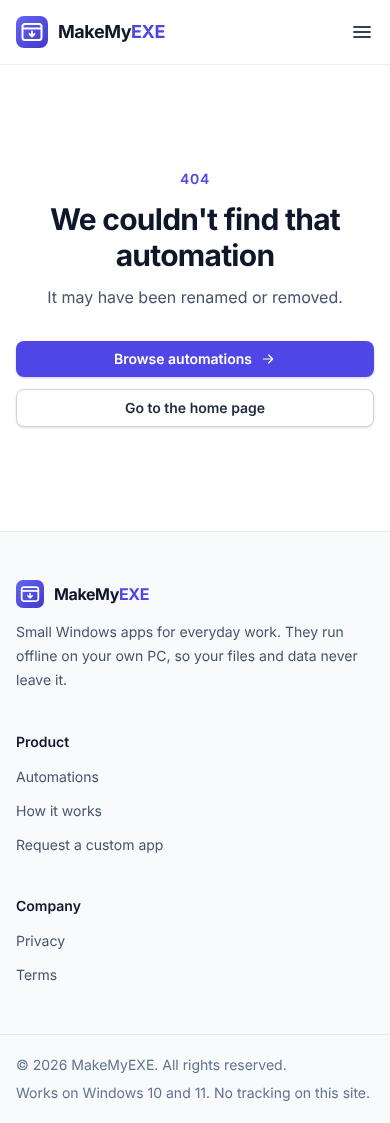 MakeMyEXE
404
We couldn't find that
automation
It may have been renamed or removed.
Browse automations →
Go to the home page
MakeMyEXE
Small Windows apps for everyday work. They run
offline on your own PC, so your files and data never
leave it.
Product
Automations
How it works
Request a custom app
Company
Privacy
Terms
© 2026 MakeMyEXE. All rights reserved.
Works on Windows 10 and 11. No tracking on this site.